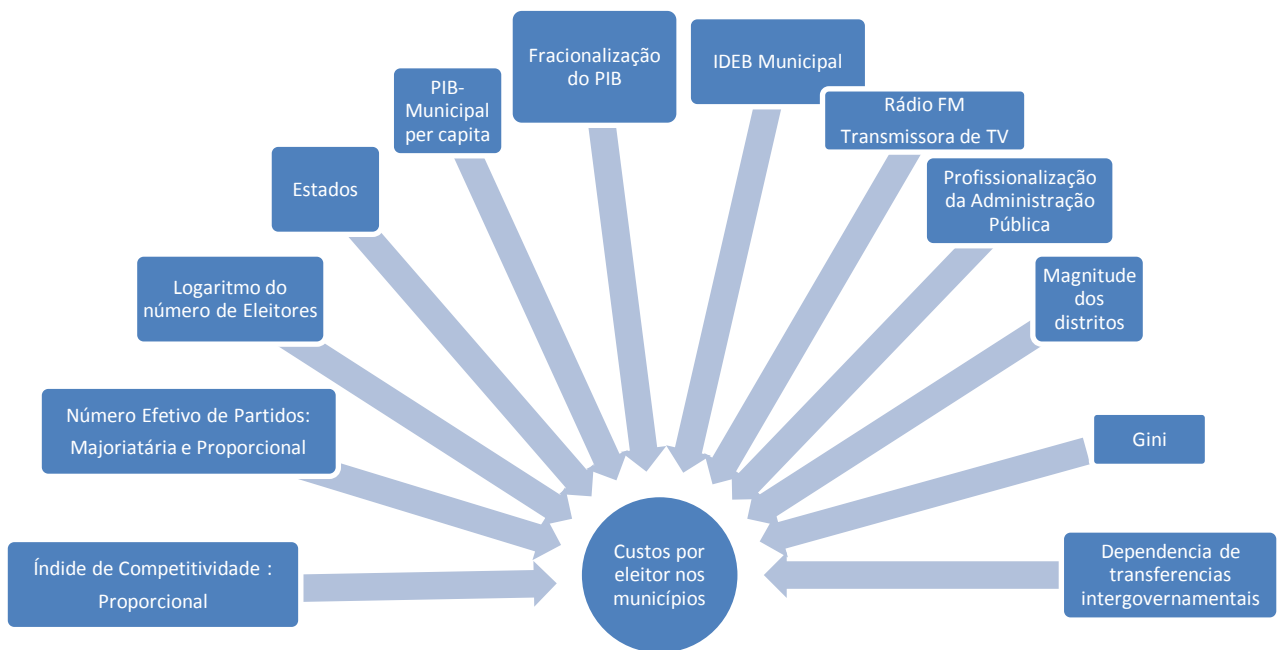 Fracionalização
do PIB
IDEB Municipal
PIB-
Municipal
per capita
Rádio FM
Transmissora de TV
Estados
Profissionalização
da Administração
Pública
Logaritmo do
número de Eleitores
Magnitude
dos
distritos
Número Efetivo de Partidos:
Majoriatária e Proporcional
Gini
Índide de Competitividade :
Proporcional
Custos por
eleitor nos
municípios
Dependencia de
transferencias
intergovernamentais